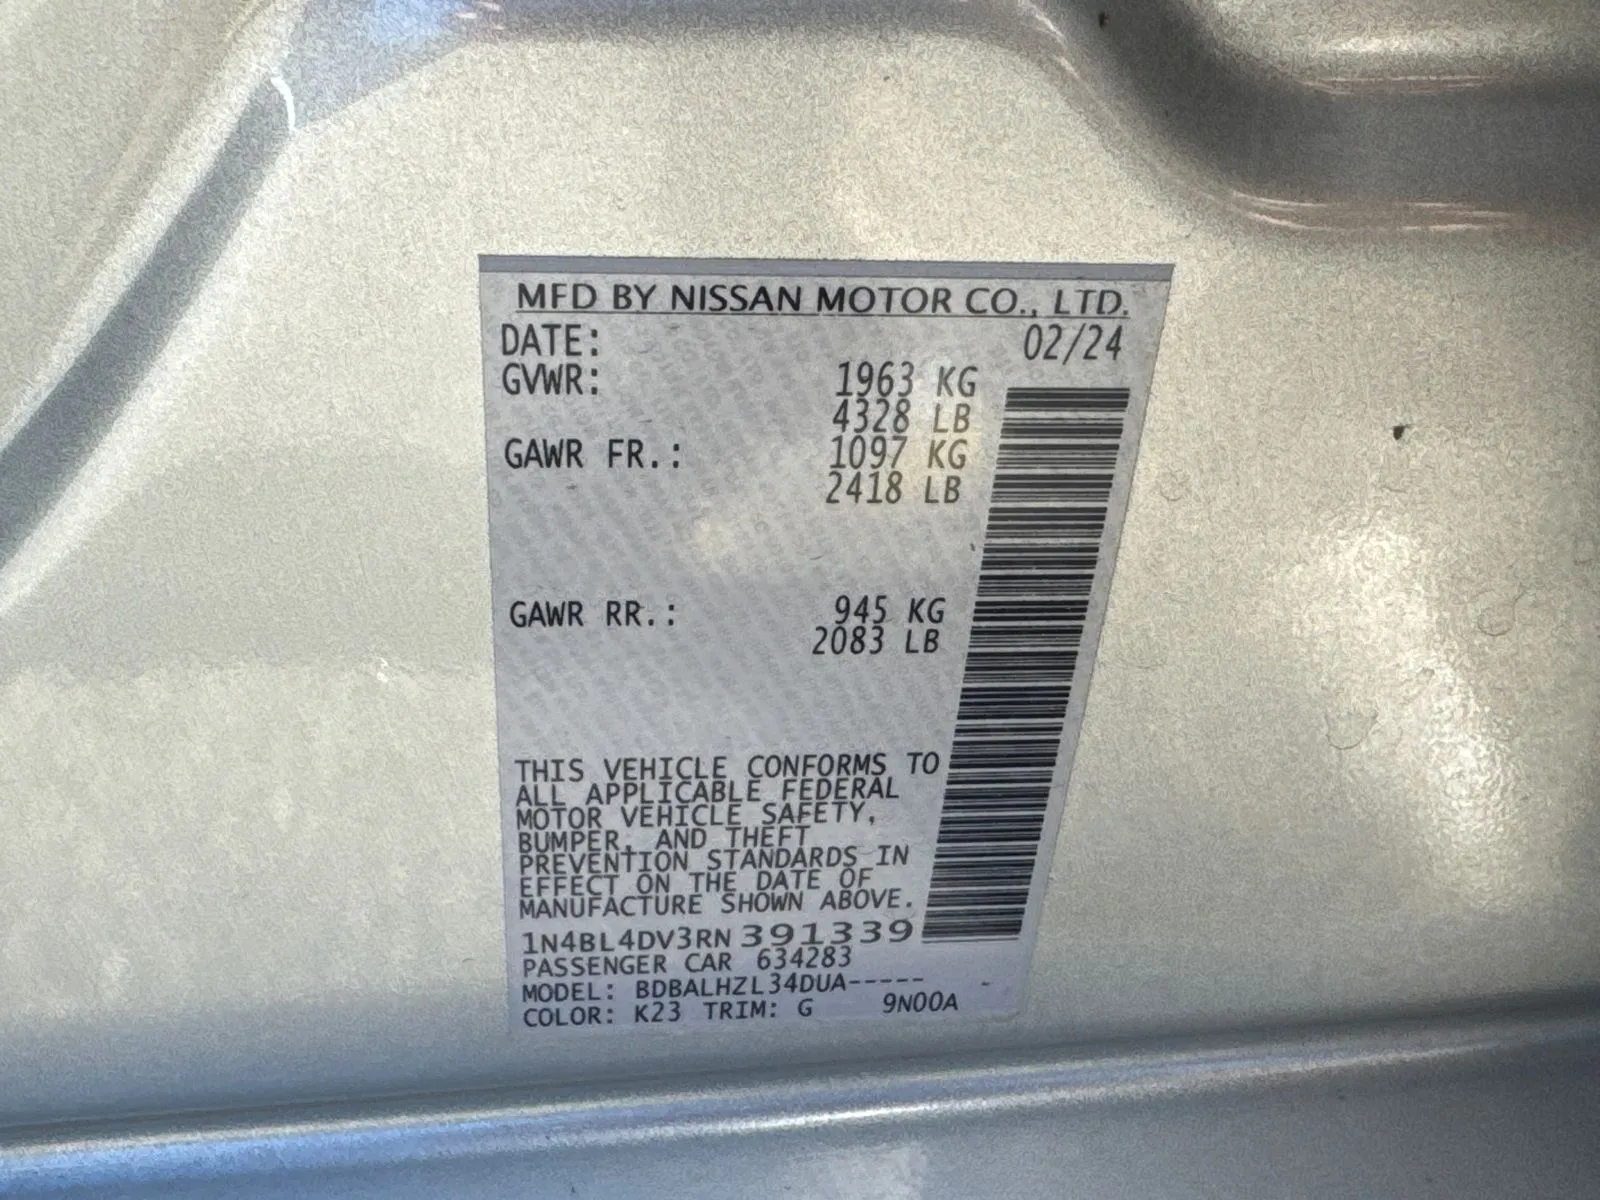 MFD BY NISSAN MOTOR CO., LTD.
DATE: 02/24
GVWR: 1963 KG
4328 LB
GAWR FR.: 1097 KG
2418 LB
GAWR RR.: 945 KG
2083 LB
THIS VEHICLE CONFORMS TO
ALL APPLICABLE FEDERAL
MOTOR VEHICLE SAFETY,
BUMPER, AND THEFT
PREVENTION STANDARDS IN
EFFECT ON THE DATE OF
MANUFACTURE SHOWN ABOVE.
1N4BL4DV3RN391339
PASSENGER CAR 634283
MODEL: BDBALHZL34DUA----- -
COLOR: K23 TRIM: G 9N00A